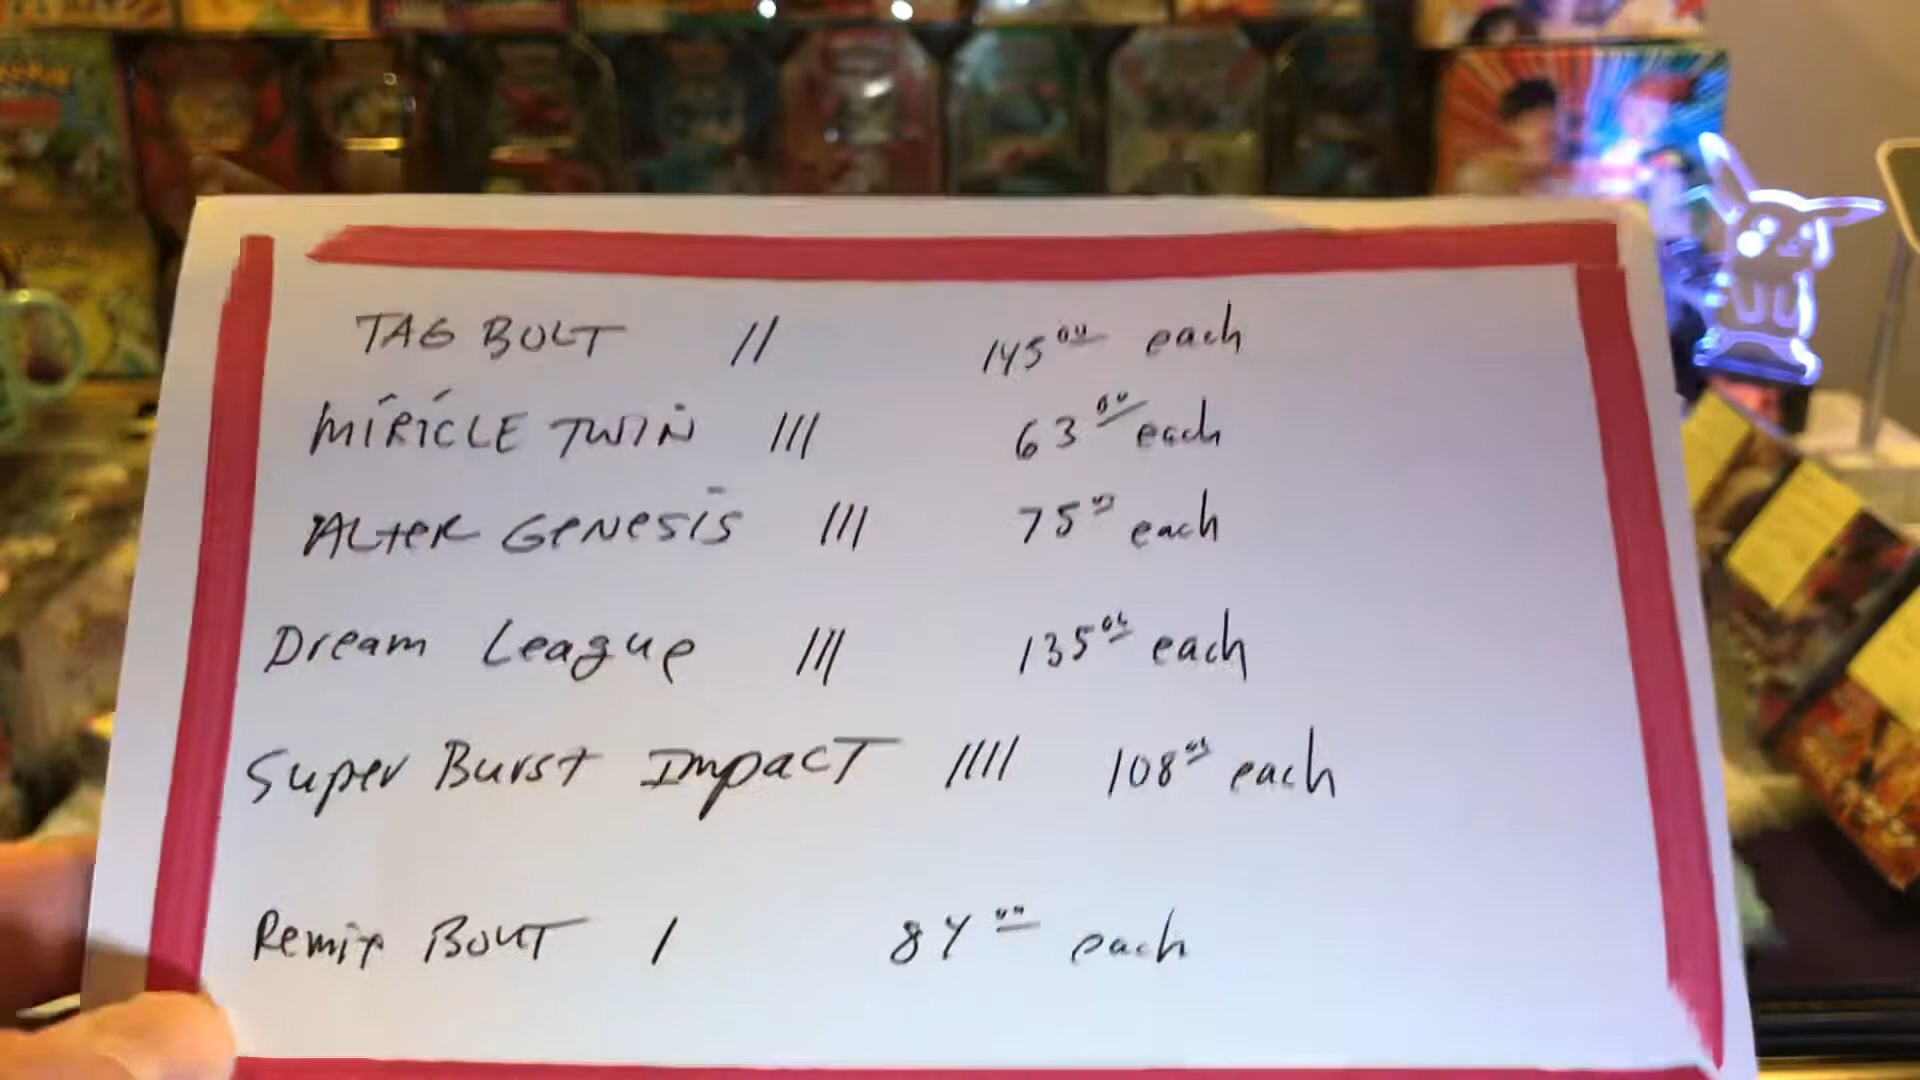 TAG BOLT // 145.00 each
MIRICLE TWIN /// 63.00 each
ALteR GeNesis /// 75.00 each
Dream League /// 135.00 each
Super Burst Impact //// 108.00 each
Remix BOUT / 84.00 each